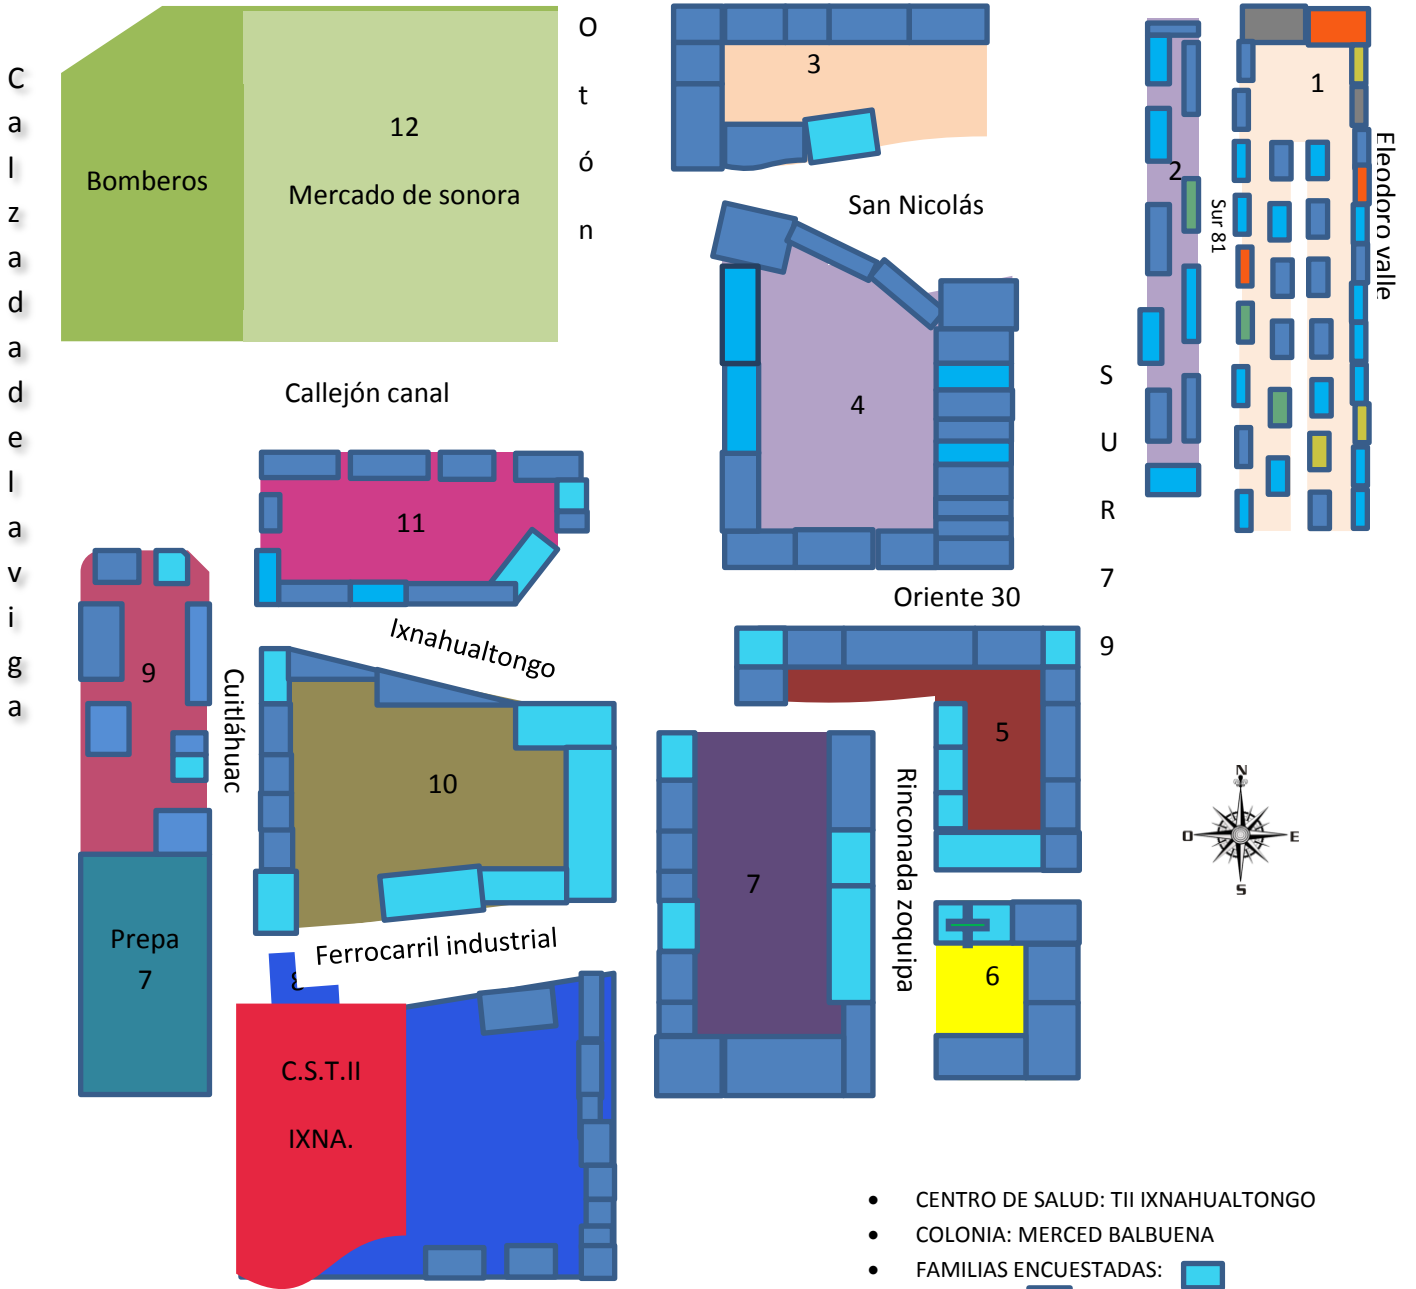 Calzada de la viga
Otón
Bomberos
12
Mercado de sonora
3
San Nicolás
1
2
Sur 81
Eleodoro valle
Callejón canal
4
SUR 79
11
Oriente 30
Ixnahualtongo
9
Cuitláhuac
10
5
Rinconada zoquipa
7
N
O
E
S
Prepa
7
Ferrocarril industrial
6
8
C.S.T.II
IXNA.
• CENTRO DE SALUD: TII IXNAHUALTONGO
• COLONIA: MERCED BALBUENA
• FAMILIAS ENCUESTADAS: